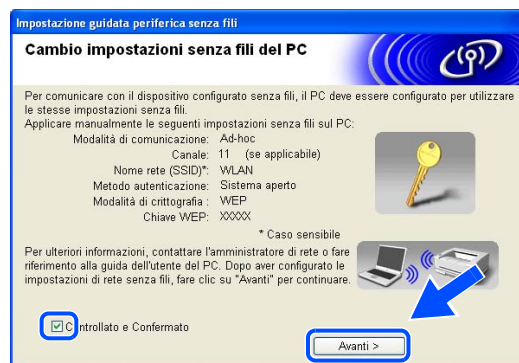 Impostazione guidata periferica senza fili
Cambio impostazioni senza fili del PC
Per comunicare con il dispositivo configurato senza fili, il PC deve essere configurato per utilizzare
le stesse impostazioni senza fili.
Applicare manualmente le seguenti impostazioni senza fili sul PC:
Modalità di comunicazione: Ad-hoc
Canale: 11 (se applicabile)
Nome rete (SSID)*: WLAN
Metodo autenticazione: Sistema aperto
Modalità di crittografia : WEP
Chiave WEP: XXXXX
* Caso sensibile
Per ulteriori informazioni, contattare l'amministratore di rete o fare
riferimento alla guida dell'utente del PC. Dopo aver configurato le
impostazioni di rete senza fili, fare clic su "Avanti" per continuare.
Controllato e Confermato
Avanti >